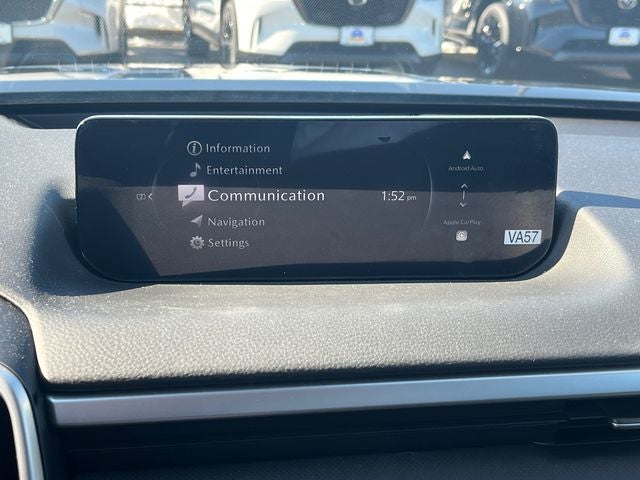 Information
Entertainment
Communication
1:52 pm
Navigation
Settings
Android Auto
Apple CarPlay
VA57